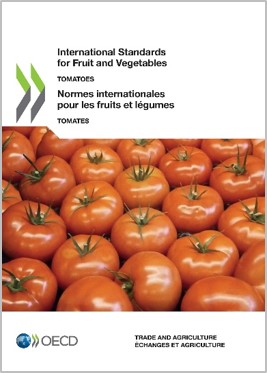 International Standards
for Fruit and Vegetables
TOMATOES
Normes internationales
pour les fruits et légumes
TOMATES
OECD
TRADE AND AGRICULTURE
ÉCHANGES ET AGRICULTURE